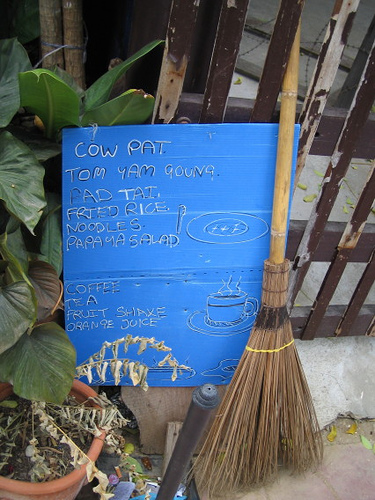 COW PAT.
TOM YAM GOUNG.
PAD TAI.
FRIED RICE
NOODLES.
PAPAYA SALAD
COFFEE
TEA
FRUIT SHAKE
ORANGE JUICE